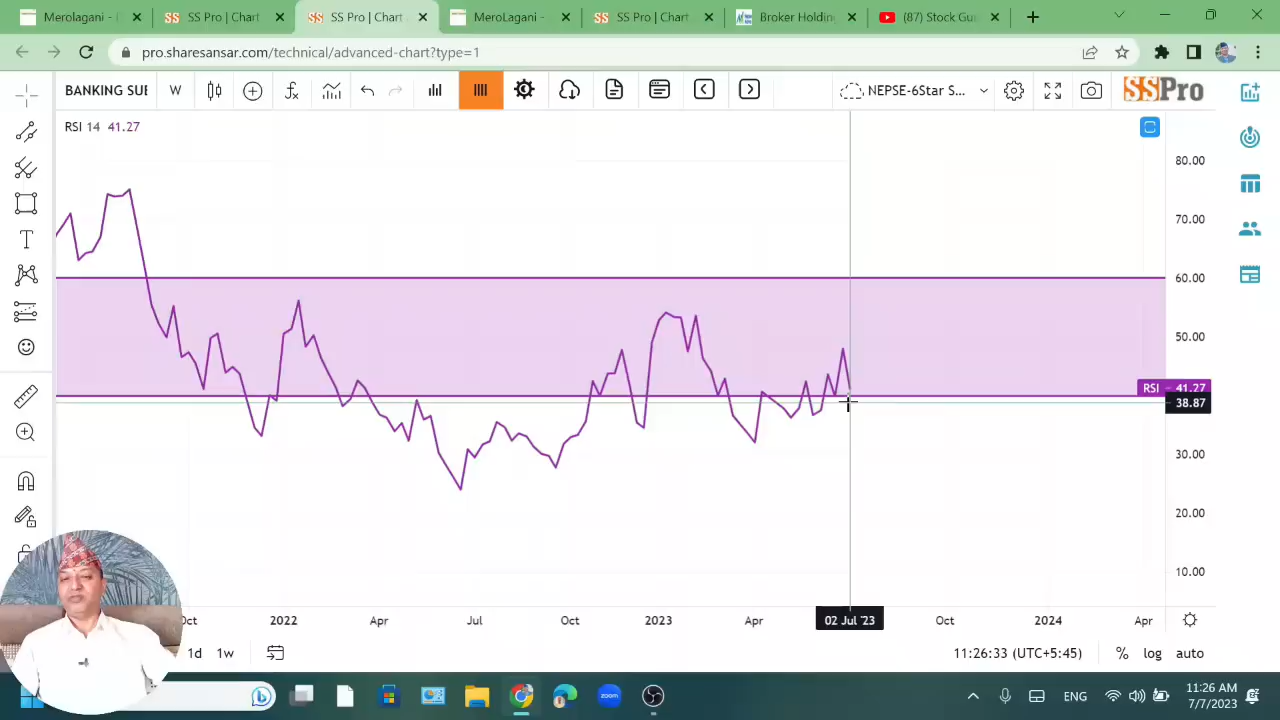 Merolagani -
SS Pro | Chart
SS Pro | Chart
MeroLagani -
SS Pro | Chart
Broker Holding
(87) Stock Gu
pro.sharesansar.com/technical/advanced-chart?type=1
BANKING SUB
W
NEPSE-6Star S...
SSPro
RSI 14 41.27
80.00
70.00
60.00
50.00
RSI 41.27
38.87
30.00
20.00
10.00
Oct
2022
Apr
Jul
Oct
2023
Apr
02 Jul '23
Oct
2024
Apr
1d
1w
11:26:33 (UTC+5:45)
%
log
auto
zoom
ENG
11:26 AM
7/7/2023